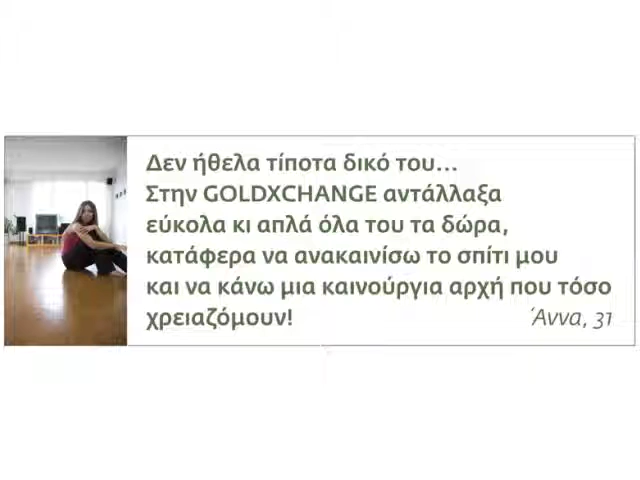 Δεν ήθελα τίποτα δικό του...
Στην GOLDXCHANGE αντάλλαξα
εύκολα κι απλά όλα του τα δώρα,
κατάφερα να ανακαινίσω το σπίτι μου
και να κάνω μια καινούργια αρχή που τόσο
χρειαζόμουν! Άννα, 31